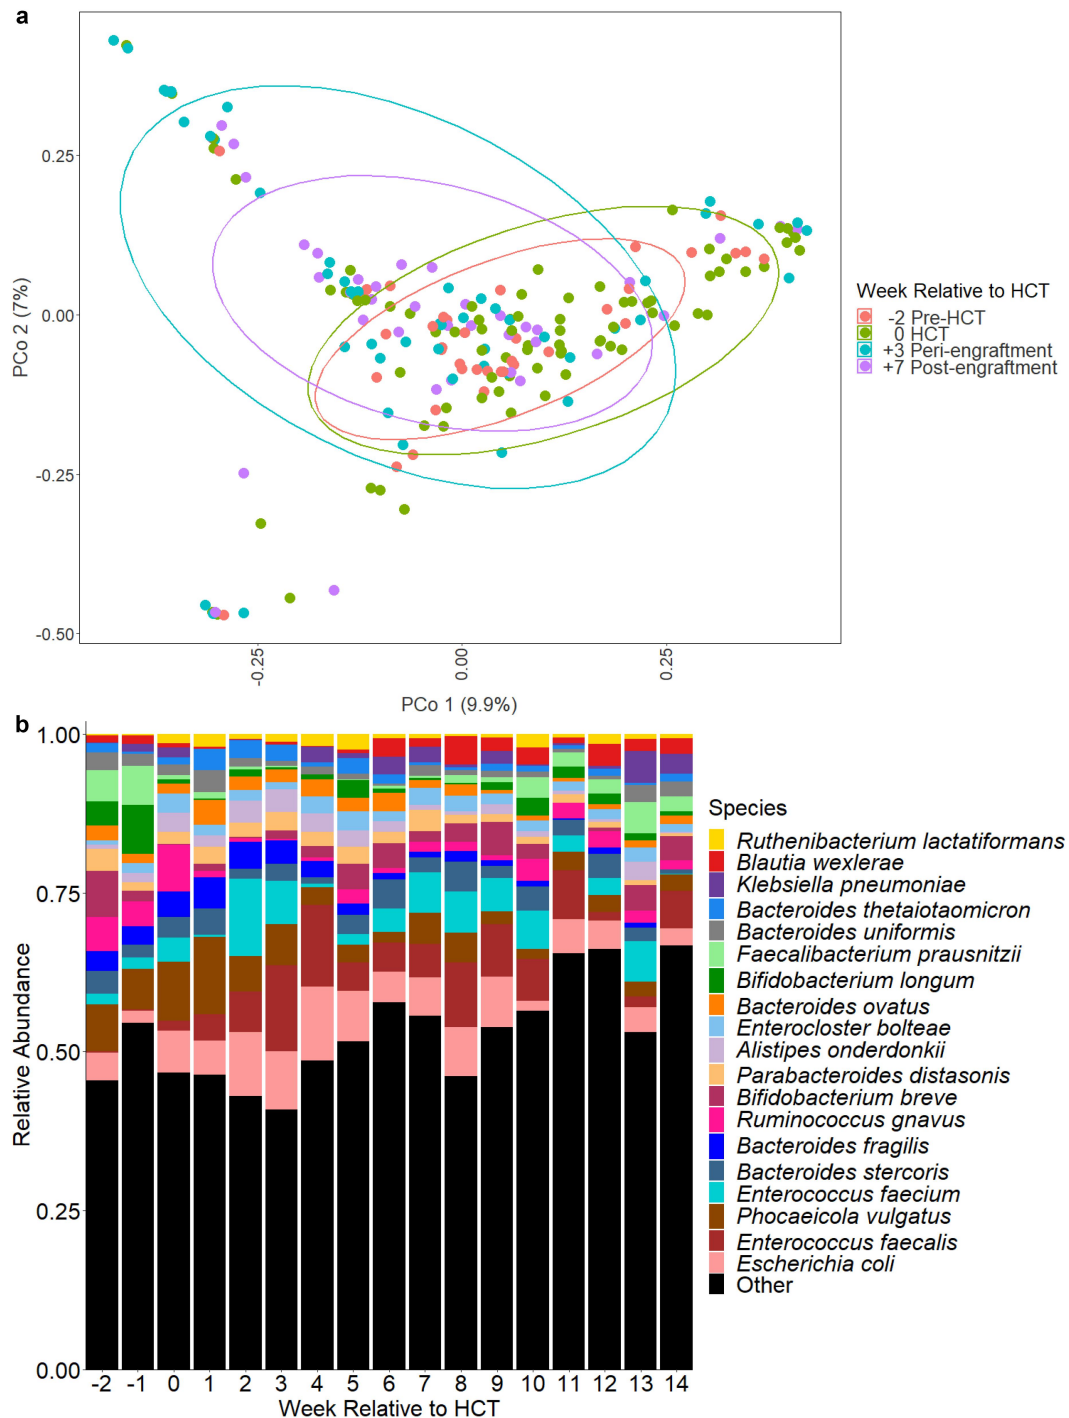 a
0.25
0.00
-0.25
-0.50
PCo 2 (7%)
-0.25
0.00
0.25
PCo 1 (9.9%)
Week Relative to HCT
-2 Pre-HCT
0 HCT
+3 Peri-engraftment
+7 Post-engraftment
b
1.00
0.75
0.50
0.25
0.00
Relative Abundance
-2 -1 0 1 2 3 4 5 6 7 8 9 10 11 12 13 14
Week Relative to HCT
Species
Ruthenibacterium lactatiformans
Blautia wexlerae
Klebsiella pneumoniae
Bacteroides thetaiotaomicron
Bacteroides uniformis
Faecalibacterium prausnitzii
Bifidobacterium longum
Bacteroides ovatus
Enterocloster bolteae
Alistipes onderdonkii
Parabacteroides distasonis
Bifidobacterium breve
Ruminococcus gnavus
Bacteroides fragilis
Bacteroides stercoris
Enterococcus faecium
Phocaeicola vulgatus
Enterococcus faecalis
Escherichia coli
Other